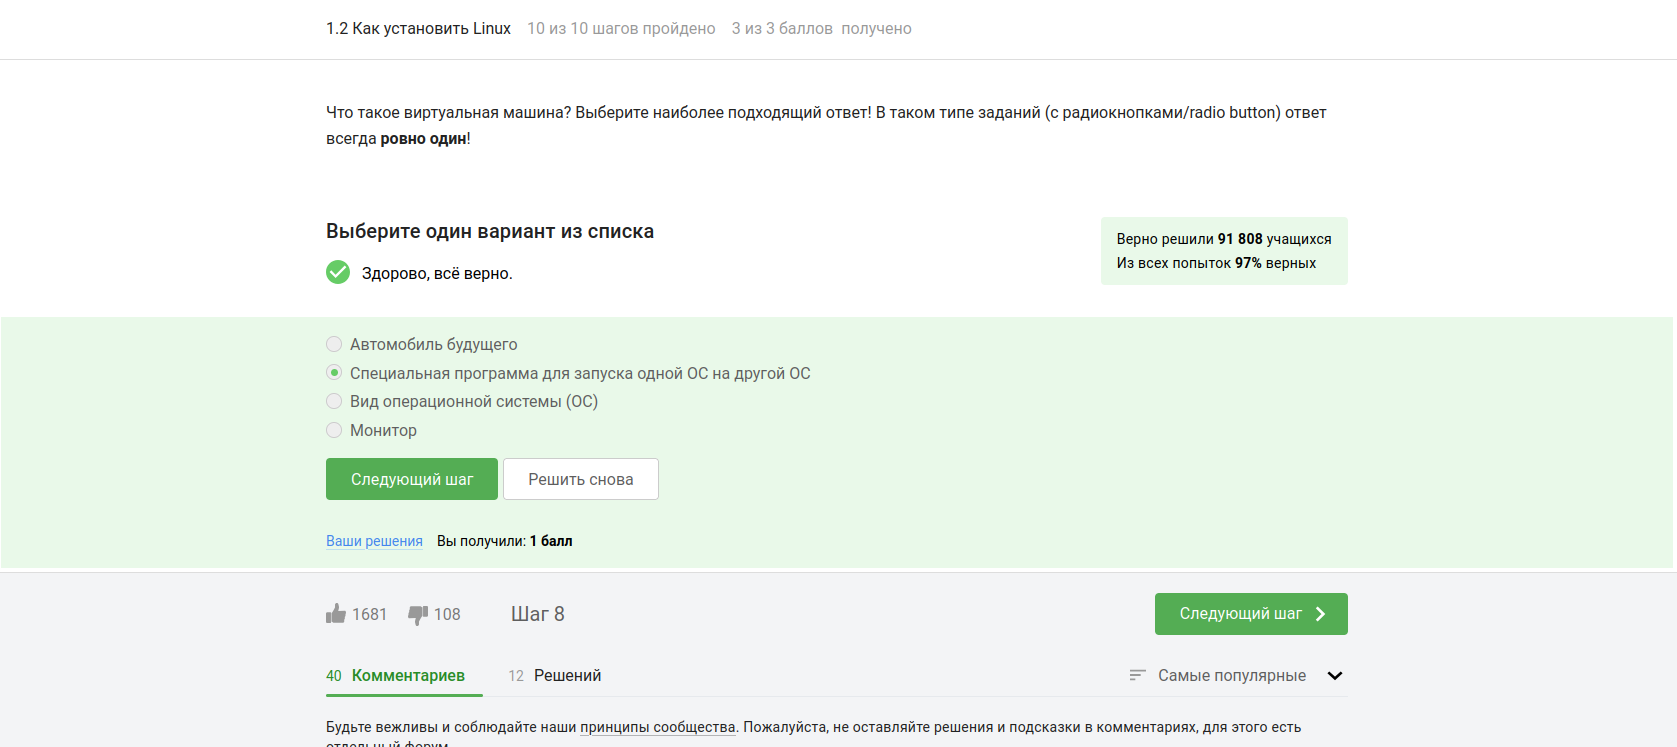 1.2 Как установить Linux 10 из 10 шагов пройдено 3 из 3 баллов получено
Что такое виртуальная машина? Выберите наиболее подходящий ответ! В таком типе заданий (с радиокнопками/radio button) ответ
всегда ровно один!
Выберите один вариант из списка
Здорово, всё верно.
Верно решили 91 808 учащихся
Из всех попыток 97% верных
Автомобиль будущего
Специальная программа для запуска одной ОС на другой ОС
Вид операционной системы (ОС)
Монитор
Следующий шаг Решить снова
Ваши решения Вы получили: 1 балл
1681 108 Шаг 8 Следующий шаг
40 Комментариев 12 Решений Самые популярные
Будьте вежливы и соблюдайте наши принципы сообщества. Пожалуйста, не оставляйте решения и подсказки в комментариях, для этого есть
отдельный форум.